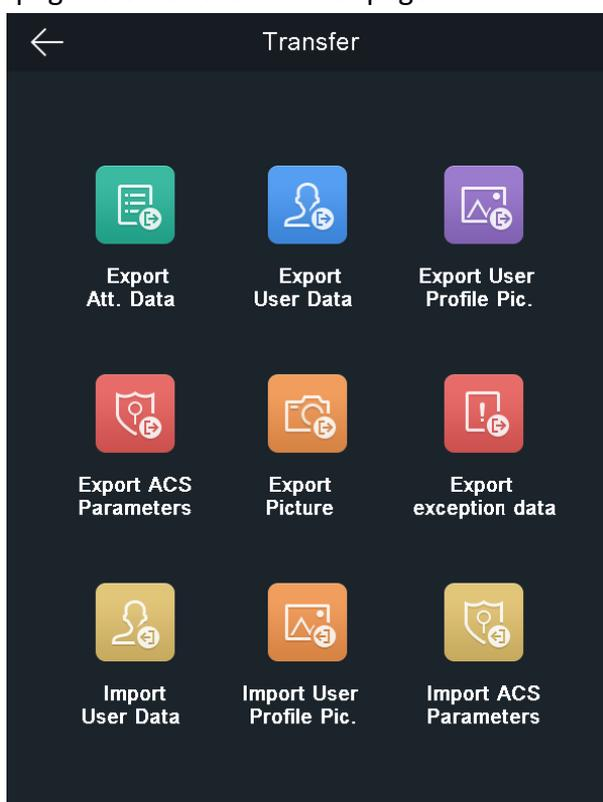 Transfer
Export
Att. Data
Export
User Data
Export User
Profile Pic.
Export ACS
Parameters
Export
Picture
Export
exception data
Import
User Data
Import User
Profile Pic.
Import ACS
Parameters